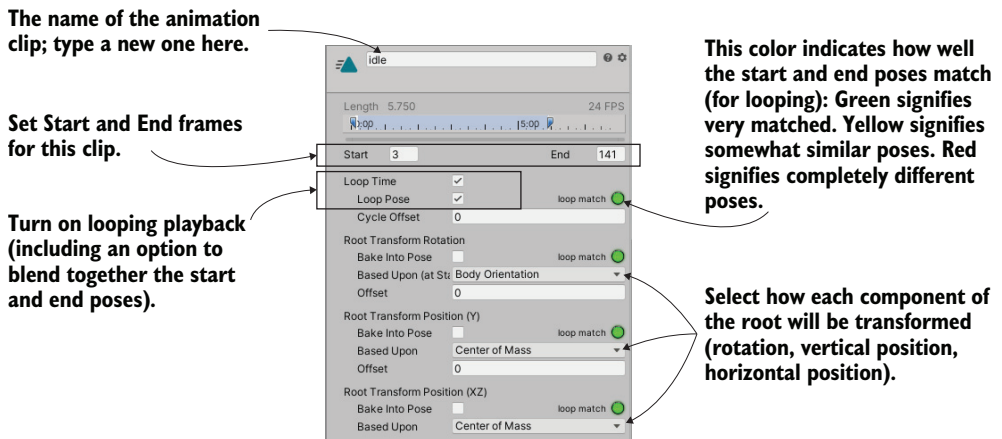 The name of the animation
clip; type a new one here.
Set Start and End frames
for this clip.
Turn on looping playback
(including an option to
blend together the start
and end poses).
idle
Length 5.750 24 FPS
0:00 5:00
Start 3 End 141
Loop Time
Loop Pose loop match
Cycle Offset 0
Root Transform Rotation
Bake Into Pose loop match
Based Upon (at Sta Body Orientation
Offset 0
Root Transform Position (Y)
Bake Into Pose loop match
Based Upon Center of Mass
Offset 0
Root Transform Position (XZ)
Bake Into Pose loop match
Based Upon Center of Mass
This color indicates how well
the start and end poses match
(for looping): Green signifies
very matched. Yellow signifies
somewhat similar poses. Red
signifies completely different
poses.
Select how each component of
the root will be transformed
(rotation, vertical position,
horizontal position).